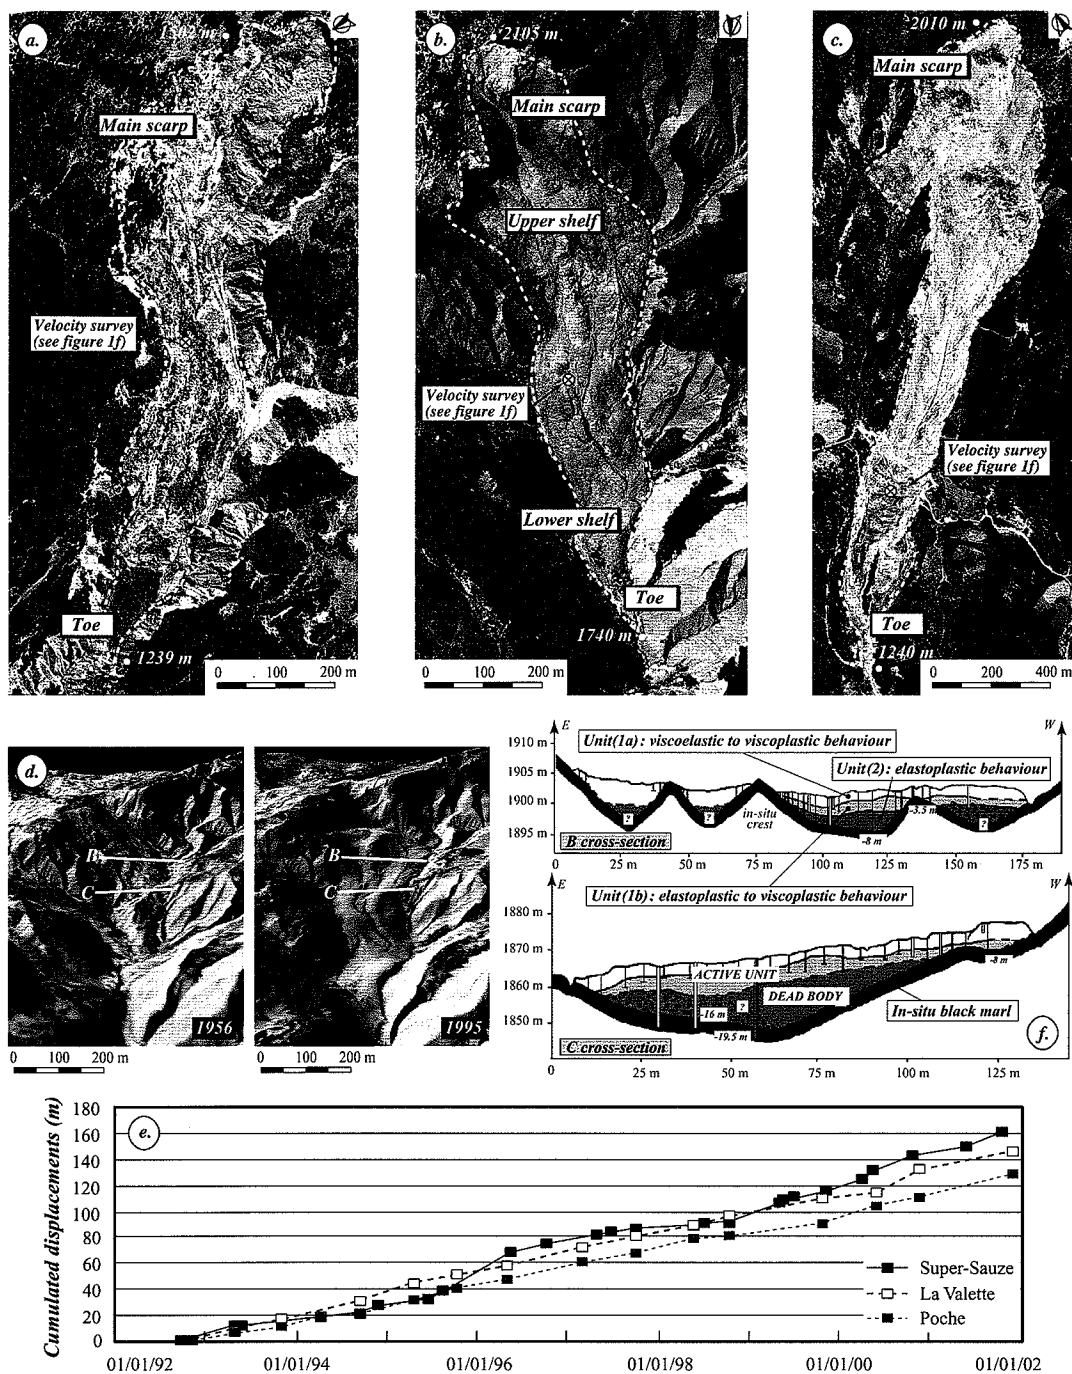 a.
Main scarp
Velocity survey
(see figure 1f)
Toe
1239 m
0 100 200 m
b.
2105 m
Main scarp
Upper shelf
Velocity survey
(see figure 1f)
Lower shelf
Toe
1740 m
0 100 200 m
c.
2010 m
Main scarp
Velocity survey
(see figure 1f)
Toe
1240 m
0 200 400 m
d.
B
C
1956
0 100 200 m
B
C
1995
0 100 200 m
E
W
1910 m
1905 m
1900 m
1895 m
Unit(1a) : viscoelastic to viscoplastic behaviour
Unit(2) : elastoplastic behaviour
?
?
in-situ
crest
-3.5 m
-8 m
?
B cross-section
0 25 m 50 m 75 m 100 m 125 m 150 m 175 m
Unit(1b) : elastoplastic to viscoplastic behaviour
E
W
1880 m
1870 m
1860 m
1850 m
ACTIVE UNIT
DEAD BODY
?
-8 m
-16 m
-19.5 m
In-situ black marl
C cross-section
f.
0 25 m 50 m 75 m 100 m 125 m
e.
Cumulated displacements (m)
180
160
140
120
100
80
60
40
20
0
Super-Sauze
La Valette
Poche
01/01/92 01/01/94 01/01/96 01/01/98 01/01/00 01/01/02